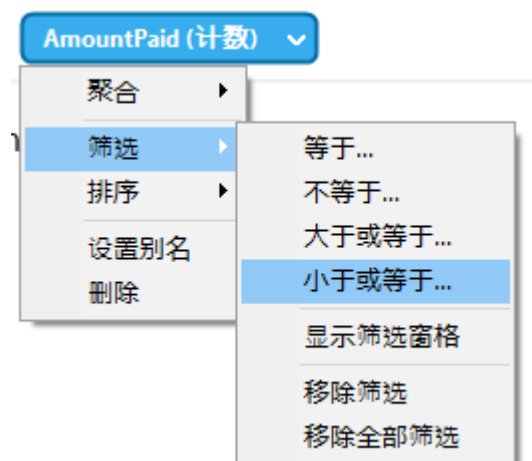 AmountPaid (计数)
聚合
筛选
排序
设置别名
删除
等于...
不等于...
大于或等于...
小于或等于...
显示筛选窗格
移除筛选
移除全部筛选